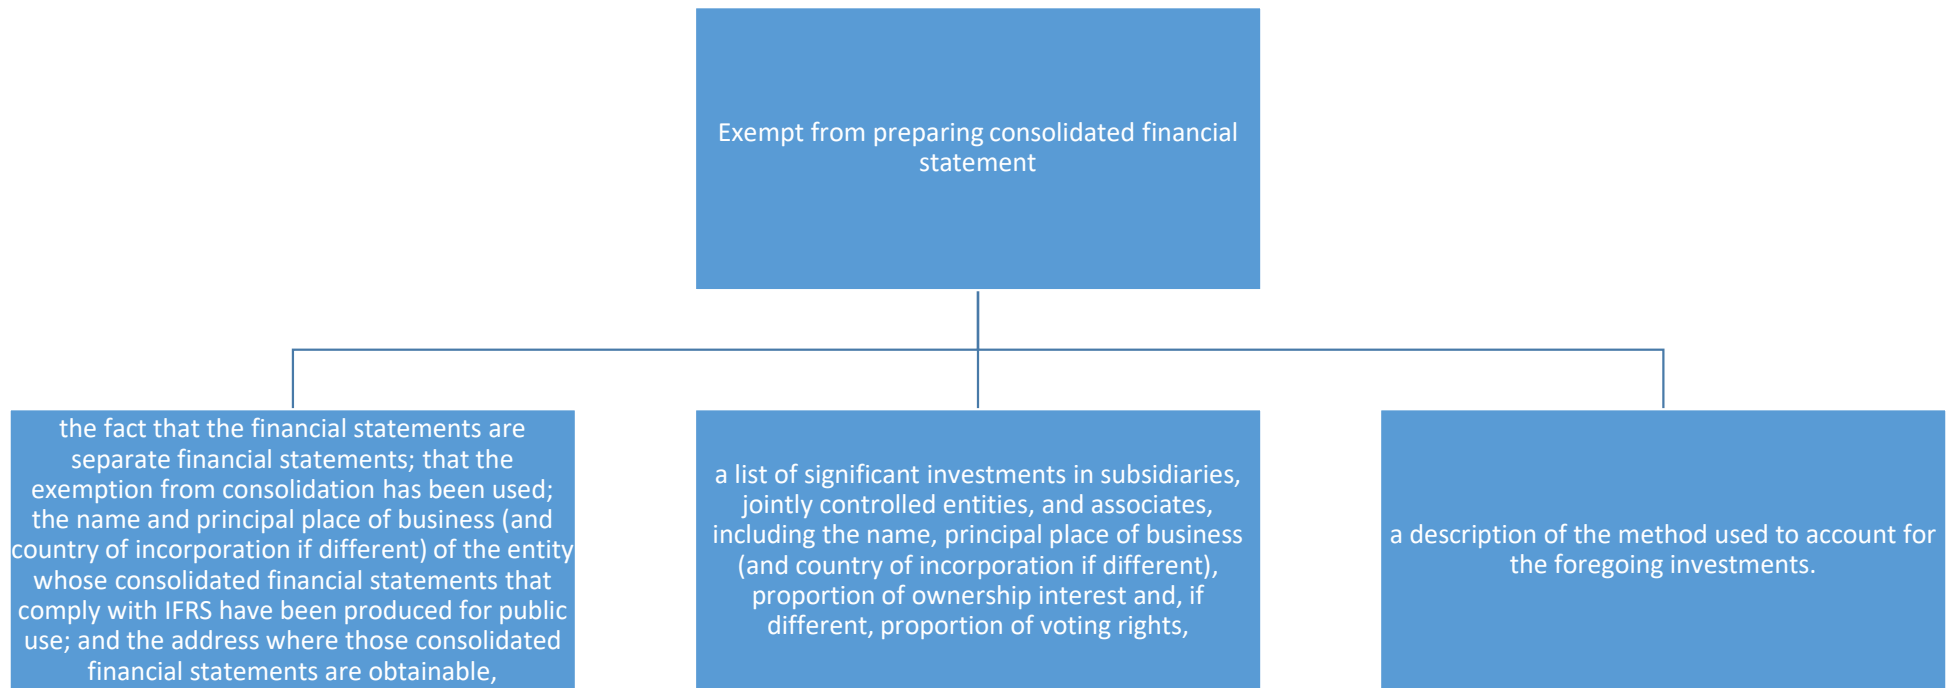 Exempt from preparing consolidated financial
statement
the fact that the financial statements are
separate financial statements; that the
exemption from consolidation has been used;
the name and principal place of business (and
country of incorporation if different) of the entity
whose consolidated financial statements that
comply with IFRS have been produced for public
use; and the address where those consolidated
financial statements are obtainable,
a list of significant investments in subsidiaries,
jointly controlled entities, and associates,
including the name, principal place of business
(and country of incorporation if different),
proportion of ownership interest and, if
different, proportion of voting rights,
a description of the method used to account for
the foregoing investments.